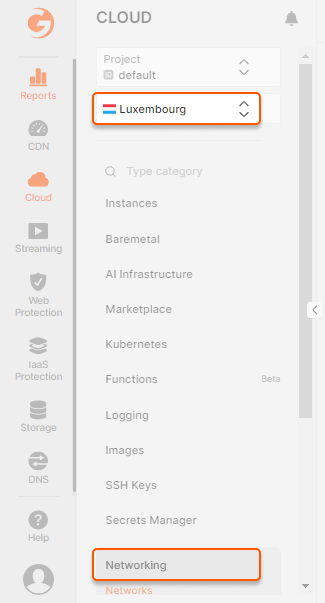 CLOUD
Project
ID default
Luxembourg
Type category
Instances
Baremetal
AI Infrastructure
Marketplace
Kubernetes
Functions Beta
Logging
Images
SSH Keys
Secrets Manager
Networking
Networks
Reports
CDN
Cloud
Streaming
Web
Protection
IaaS
Protection
Storage
DNS
Help